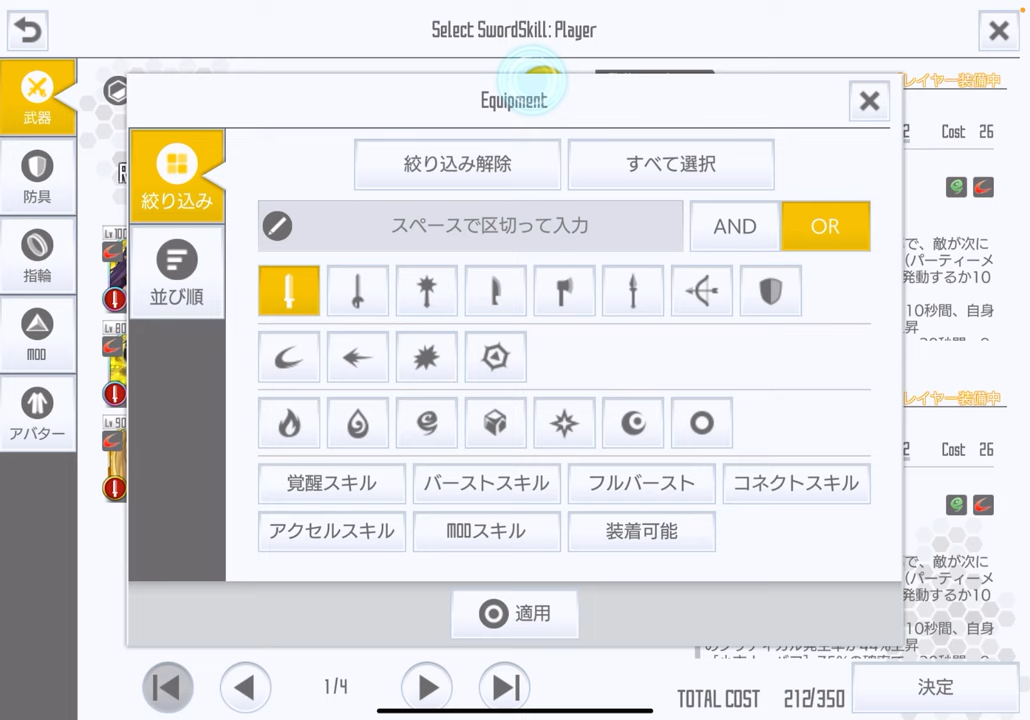 Select SwordSkill: Player
武器
防具
指輪
MOD
アバター
Equipment
絞り込み
並び順
絞り込み解除
すべて選択
スペースで区切って入力
AND
OR
覚醒スキル
バーストスキル
フルバースト
コネクトスキル
アクセルスキル
MODスキル
装着可能
適用
Lv 100
Lv 80
Lv 90
レイヤー装備中
2 Cost 26
で、敵が次に
(パーティーメ
発動するか10
10秒間、自身
昇
レイヤー装備中
2 Cost 26
で、敵が次に
(パーティーメ
発動するか10
10秒間、自身
1/4
TOTAL COST 212/350
決定